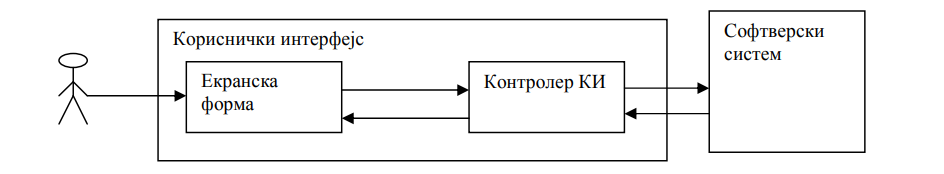 Кориснички интерфејс
Екранска
форма
Контролер КИ
Софтверски
систем